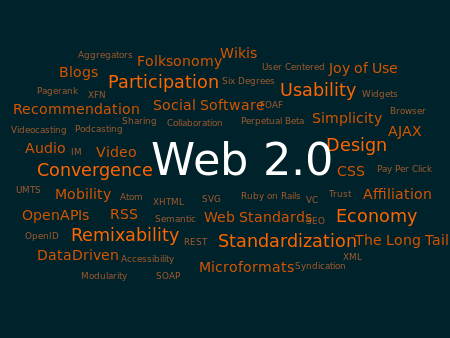 Wikis
Aggregators Folksonomy
User Centered Joy of Use
Blogs
Participation Six Degrees Usability
Pagerank XFN Widgets
Recommendation Social Software FOAF
Browser
Simplicity
Sharing Collaboration Perpetual Beta
Videocasting Podcasting AJAX
Audio IM Video Web 2.0 Design
Convergence CSS Pay Per Click
UMTS Mobility Atom XHTML SVG Ruby on Rails VC Trust Affiliation
OpenAPIs RSS Semantic Web Standards SEO Economy
OpenID Remixability REST Standardization The Long Tail
DataDriven Accessibility XML
Microformats Syndication
Modularity SOAP